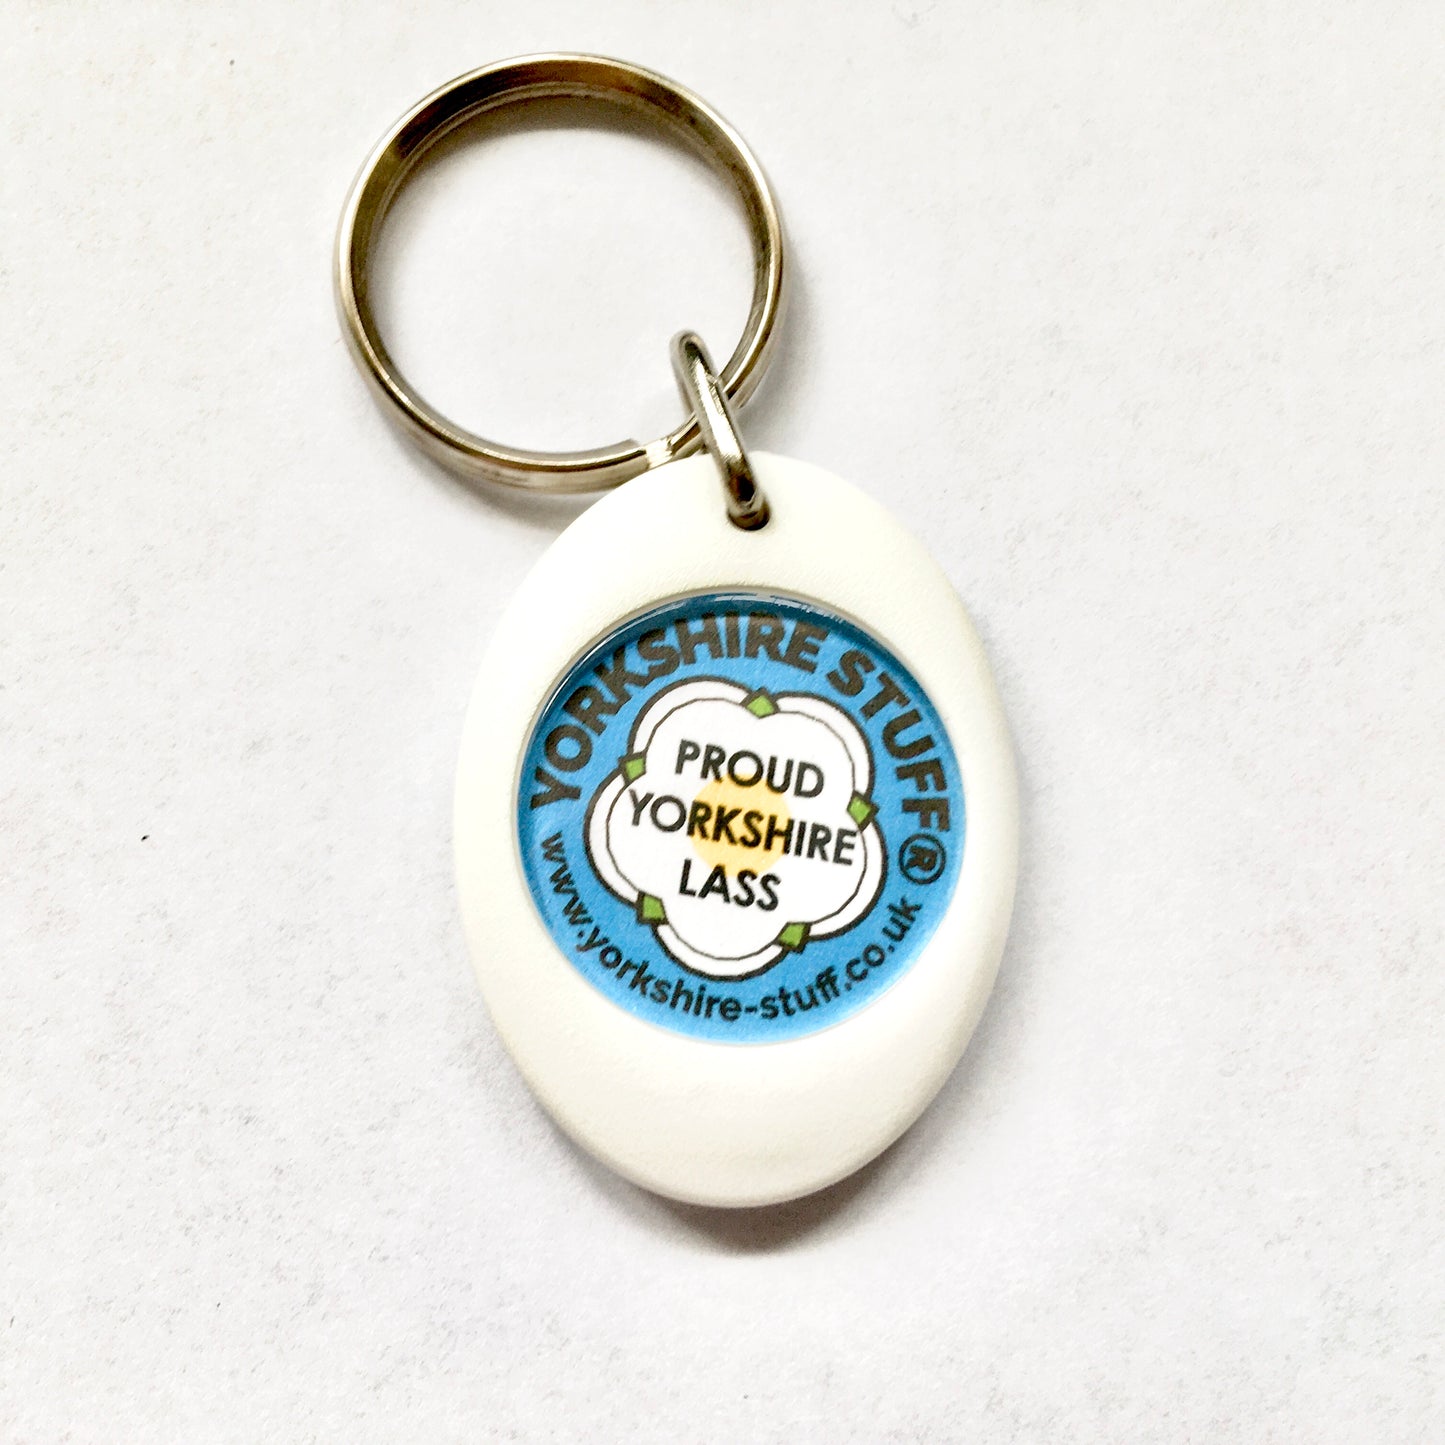 YORKSHIRE STUFF®
PROUD
YORKSHIRE
LASS
www.yorkshire-stuff.co.uk